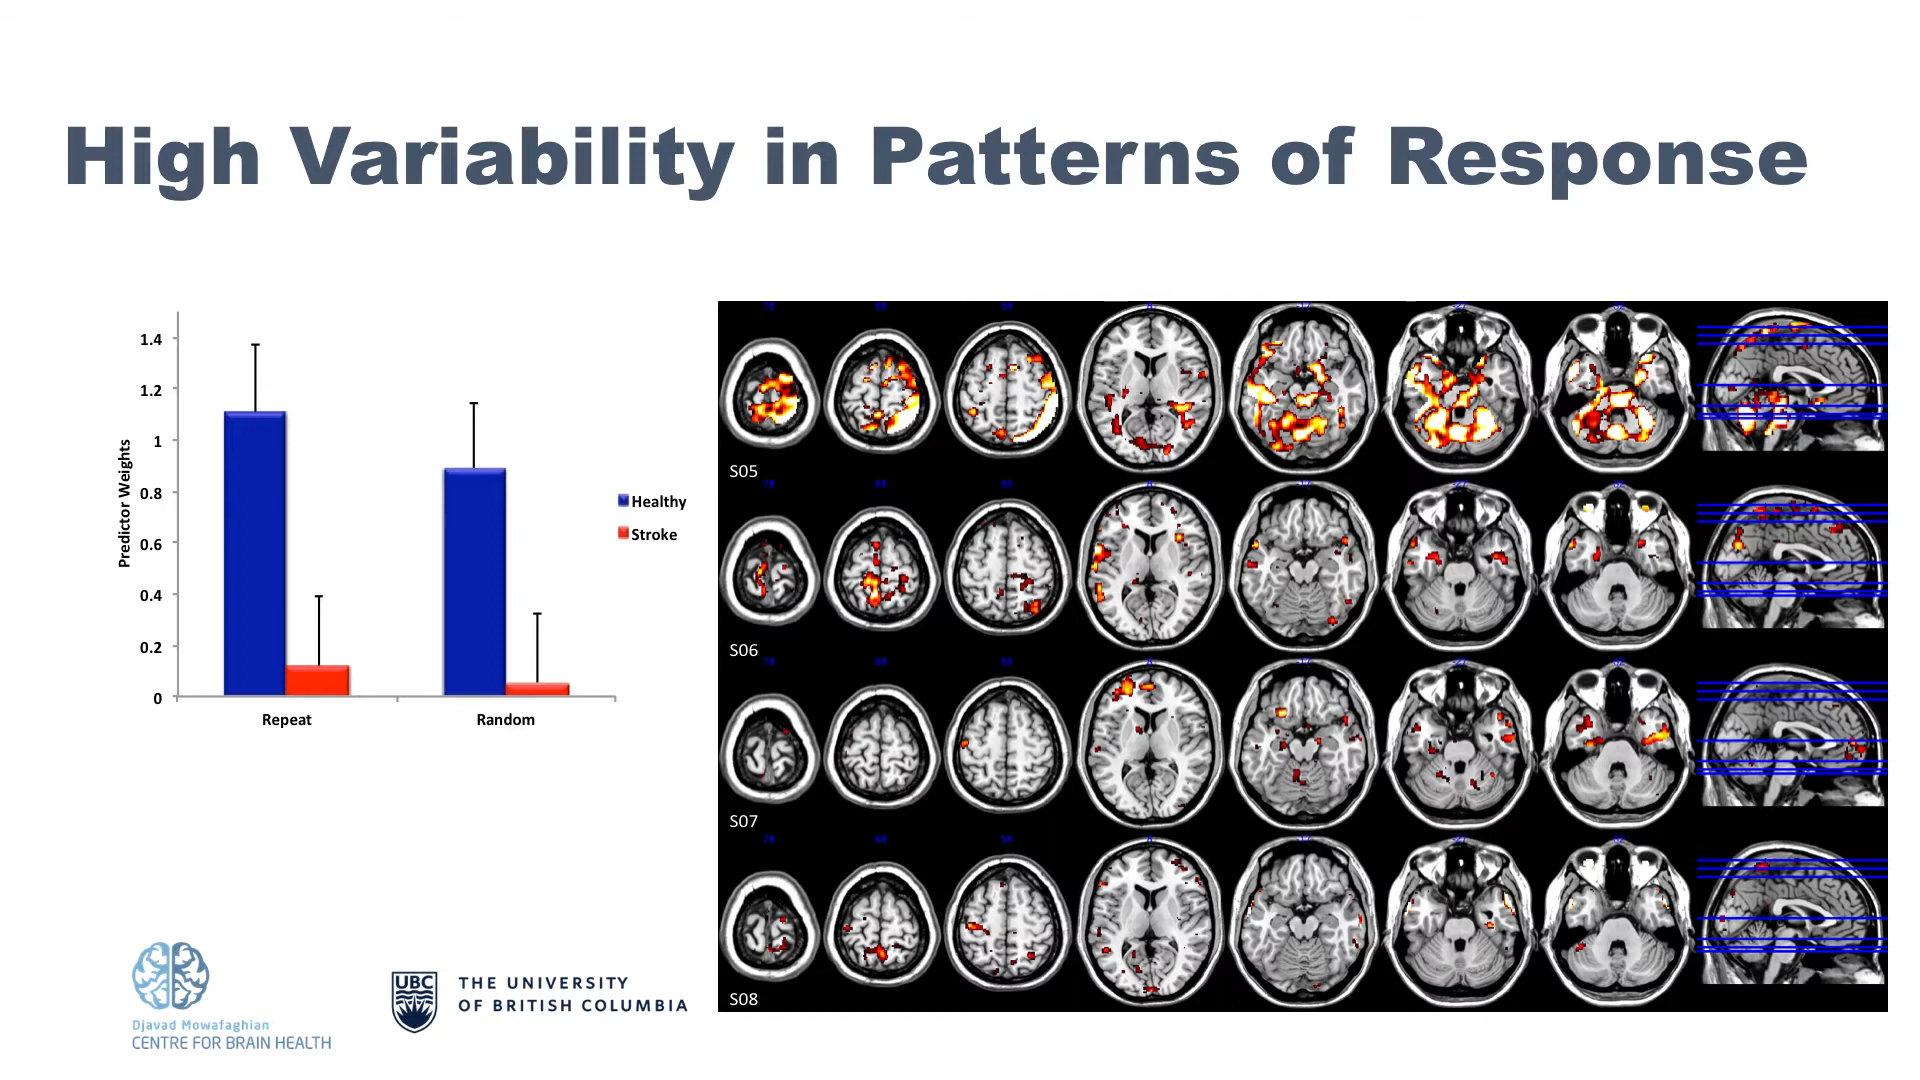 High Variability in Patterns of Response
1.4
1.2
1
0.8
0.6
0.4
0.2
0
Predictor Weights
Repeat
Random
Healthy
Stroke
S05
S06
S07
S08
Djavad Mowafaghian
CENTRE FOR BRAIN HEALTH
UBC
THE UNIVERSITY
OF BRITISH COLUMBIA